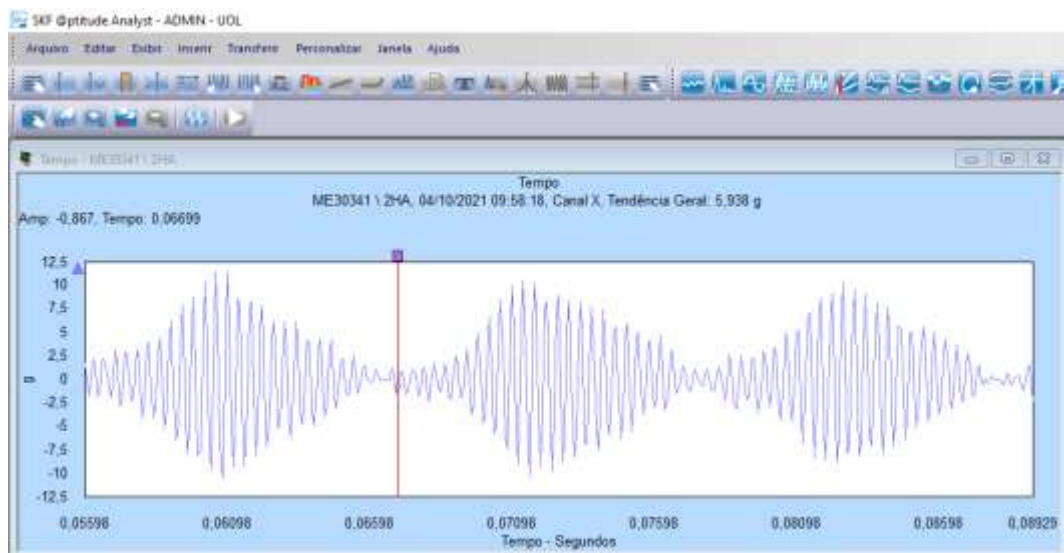 SKF @ptitude Analyst - ADMIN - UOL
Arquivo Editar Exibir Inserir Transferir Personalizar Janela Ajuda
Tempo - ME30341 \ 2HA
Tempo
ME30341 \ 2HA, 04/10/2021 09:58:18, Canal X, Tendência Geral: 5,938 g
Amp: -0,867, Tempo: 0,06699
12,5
10
7,5
5
2,5
0
-2,5
-5
-7,5
-10
-12,5
g
0,05598 0,06098 0,06598 0,07098 0,07598 0,08098 0,08598 0,08929
Tempo - Segundos